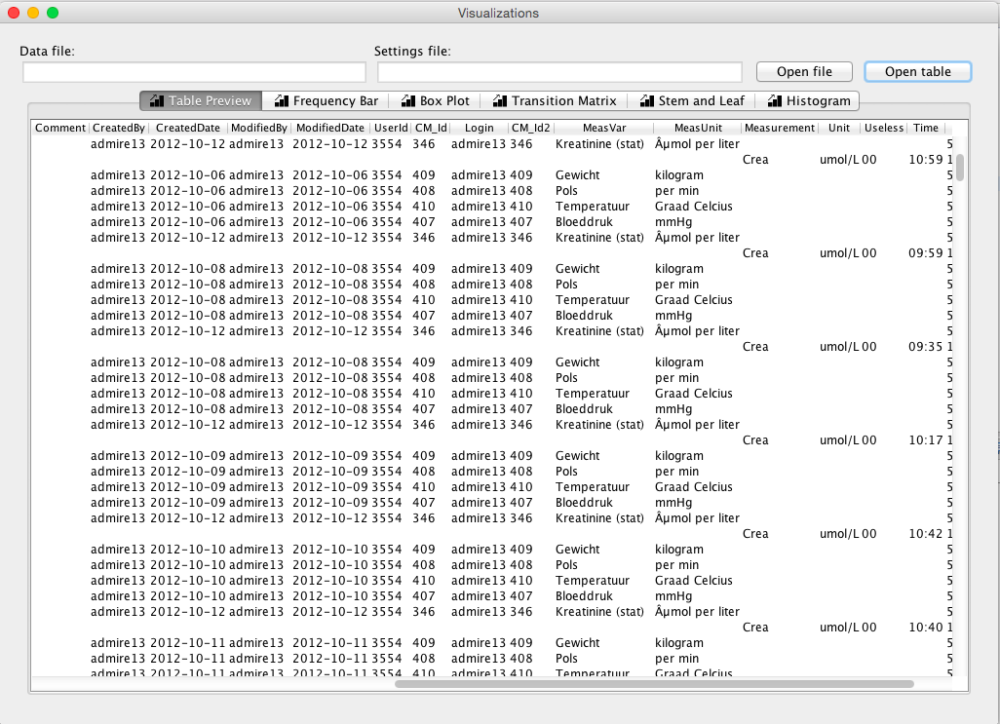 Visualizations
Data file: Settings file:
Open file Open table
Table Preview Frequency Bar Box Plot Transition Matrix Stem and Leaf Histogram
Comment CreatedBy CreatedDate ModifiedBy ModifiedDate UserId CM_Id Login CM_Id2 MeasVar MeasUnit Measurement Unit Useless Time
admire13 2012-10-12 admire13 2012-10-12 3554 346 admire13 346 Kreatinine (stat) Âµmol per liter 5
Crea umol/L 00 10:59 1
admire13 2012-10-06 admire13 2012-10-06 3554 409 admire13 409 Gewicht kilogram 5
admire13 2012-10-06 admire13 2012-10-06 3554 408 admire13 408 Pols per min 5
admire13 2012-10-06 admire13 2012-10-06 3554 410 admire13 410 Temperatuur Graad Celcius 5
admire13 2012-10-06 admire13 2012-10-06 3554 407 admire13 407 Bloeddruk mmHg 5
admire13 2012-10-12 admire13 2012-10-12 3554 346 admire13 346 Kreatinine (stat) Âµmol per liter 5
Crea umol/L 00 09:59 1
admire13 2012-10-08 admire13 2012-10-08 3554 409 admire13 409 Gewicht kilogram 5
admire13 2012-10-08 admire13 2012-10-08 3554 408 admire13 408 Pols per min 5
admire13 2012-10-08 admire13 2012-10-08 3554 410 admire13 410 Temperatuur Graad Celcius 5
admire13 2012-10-08 admire13 2012-10-08 3554 407 admire13 407 Bloeddruk mmHg 5
admire13 2012-10-12 admire13 2012-10-12 3554 346 admire13 346 Kreatinine (stat) Âµmol per liter 5
Crea umol/L 00 09:35 1
admire13 2012-10-08 admire13 2012-10-08 3554 409 admire13 409 Gewicht kilogram 5
admire13 2012-10-08 admire13 2012-10-08 3554 408 admire13 408 Pols per min 5
admire13 2012-10-08 admire13 2012-10-08 3554 410 admire13 410 Temperatuur Graad Celcius 5
admire13 2012-10-08 admire13 2012-10-08 3554 407 admire13 407 Bloeddruk mmHg 5
admire13 2012-10-12 admire13 2012-10-12 3554 346 admire13 346 Kreatinine (stat) Âµmol per liter 5
Crea umol/L 00 10:17 1
admire13 2012-10-09 admire13 2012-10-09 3554 409 admire13 409 Gewicht kilogram 5
admire13 2012-10-09 admire13 2012-10-09 3554 408 admire13 408 Pols per min 5
admire13 2012-10-09 admire13 2012-10-09 3554 410 admire13 410 Temperatuur Graad Celcius 5
admire13 2012-10-09 admire13 2012-10-09 3554 407 admire13 407 Bloeddruk mmHg 5
admire13 2012-10-12 admire13 2012-10-12 3554 346 admire13 346 Kreatinine (stat) Âµmol per liter 5
Crea umol/L 00 10:42 1
admire13 2012-10-10 admire13 2012-10-10 3554 409 admire13 409 Gewicht kilogram 5
admire13 2012-10-10 admire13 2012-10-10 3554 408 admire13 408 Pols per min 5
admire13 2012-10-10 admire13 2012-10-10 3554 410 admire13 410 Temperatuur Graad Celcius 5
admire13 2012-10-10 admire13 2012-10-10 3554 407 admire13 407 Bloeddruk mmHg 5
admire13 2012-10-12 admire13 2012-10-12 3554 346 admire13 346 Kreatinine (stat) Âµmol per liter 5
Crea umol/L 00 10:40 1
admire13 2012-10-11 admire13 2012-10-11 3554 409 admire13 409 Gewicht kilogram 5
admire13 2012-10-11 admire13 2012-10-11 3554 408 admire13 408 Pols per min 5
admire13 2012-10-11 admire13 2012-10-11 3554 410 admire13 410 Temperatuur Graad Celcius 5